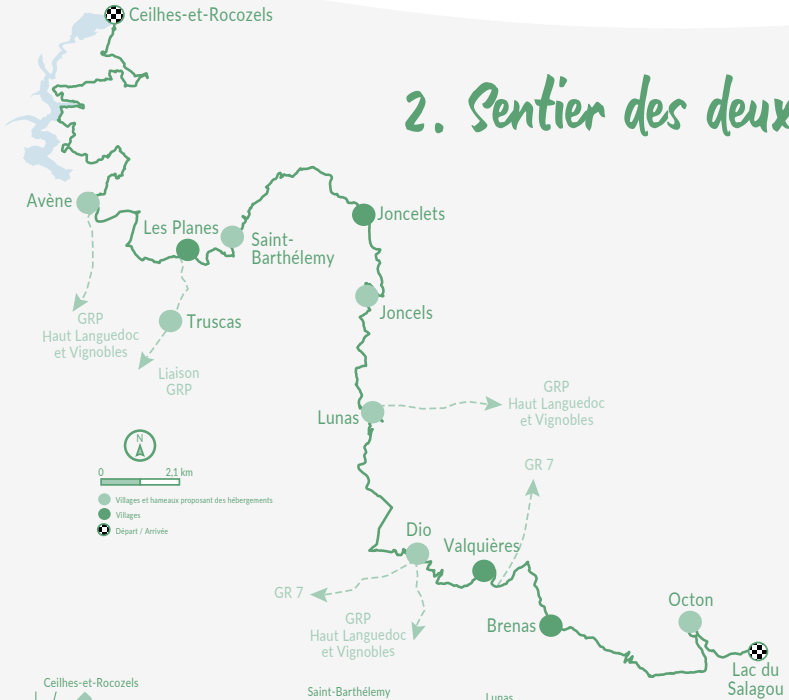 Ceilhes-et-Rocozels
2. Sentier des deux
Avène
Les Planes
Saint-
Barthélemy
Joncelets
GRP
Haut Languedoc
et Vignobles
Truscas
Joncels
Liaison
GRP
Lunas
GRP
Haut Languedoc
et Vignobles
N
0 2,1 km
GR 7
Villages et hameaux proposant des hébergements
Villages
Départ / Arrivée
Dio
Valquières
GR 7
GRP
Haut Languedoc
et Vignobles
Brenas
Octon
Lac du
Salagou
Ceilhes-et-Rocozels
Saint-Barthélemy
Lunas